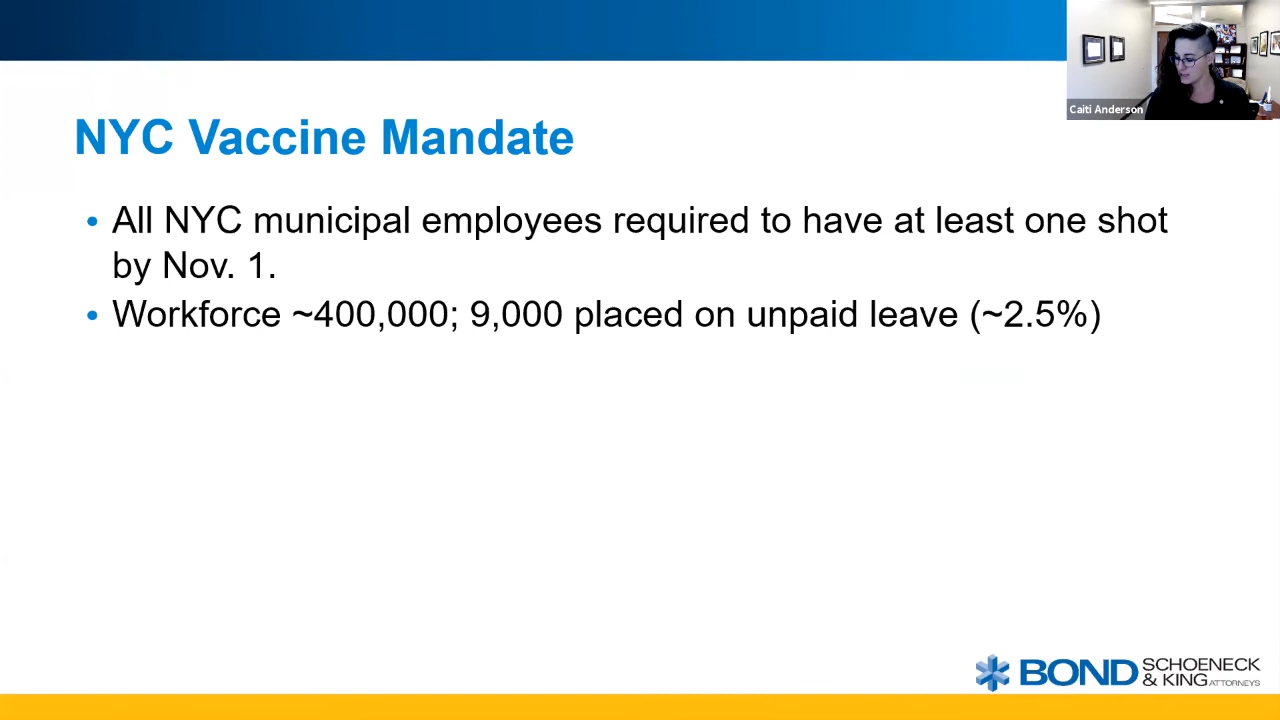 Caiti Anderson
NYC Vaccine Mandate
• All NYC municipal employees required to have at least one shot
by Nov. 1.
• Workforce ~400,000; 9,000 placed on unpaid leave (~2.5%)
BOND SCHOENECK
& KING ATTORNEYS